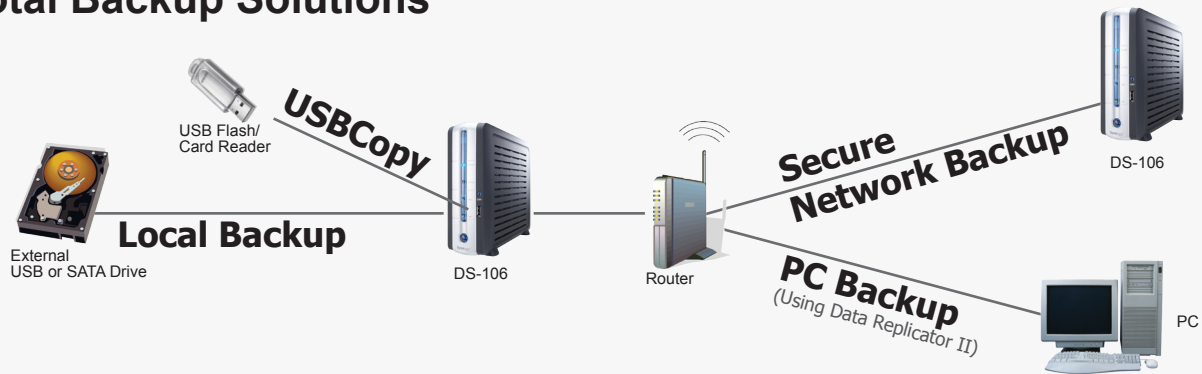 otal Backup Solutions
USB Flash/
Card Reader
USBCopy
External
USB or SATA Drive
Local Backup
DS-106
Router
Secure
Network Backup
DS-106
PC Backup
(Using Data Replicator II)
PC